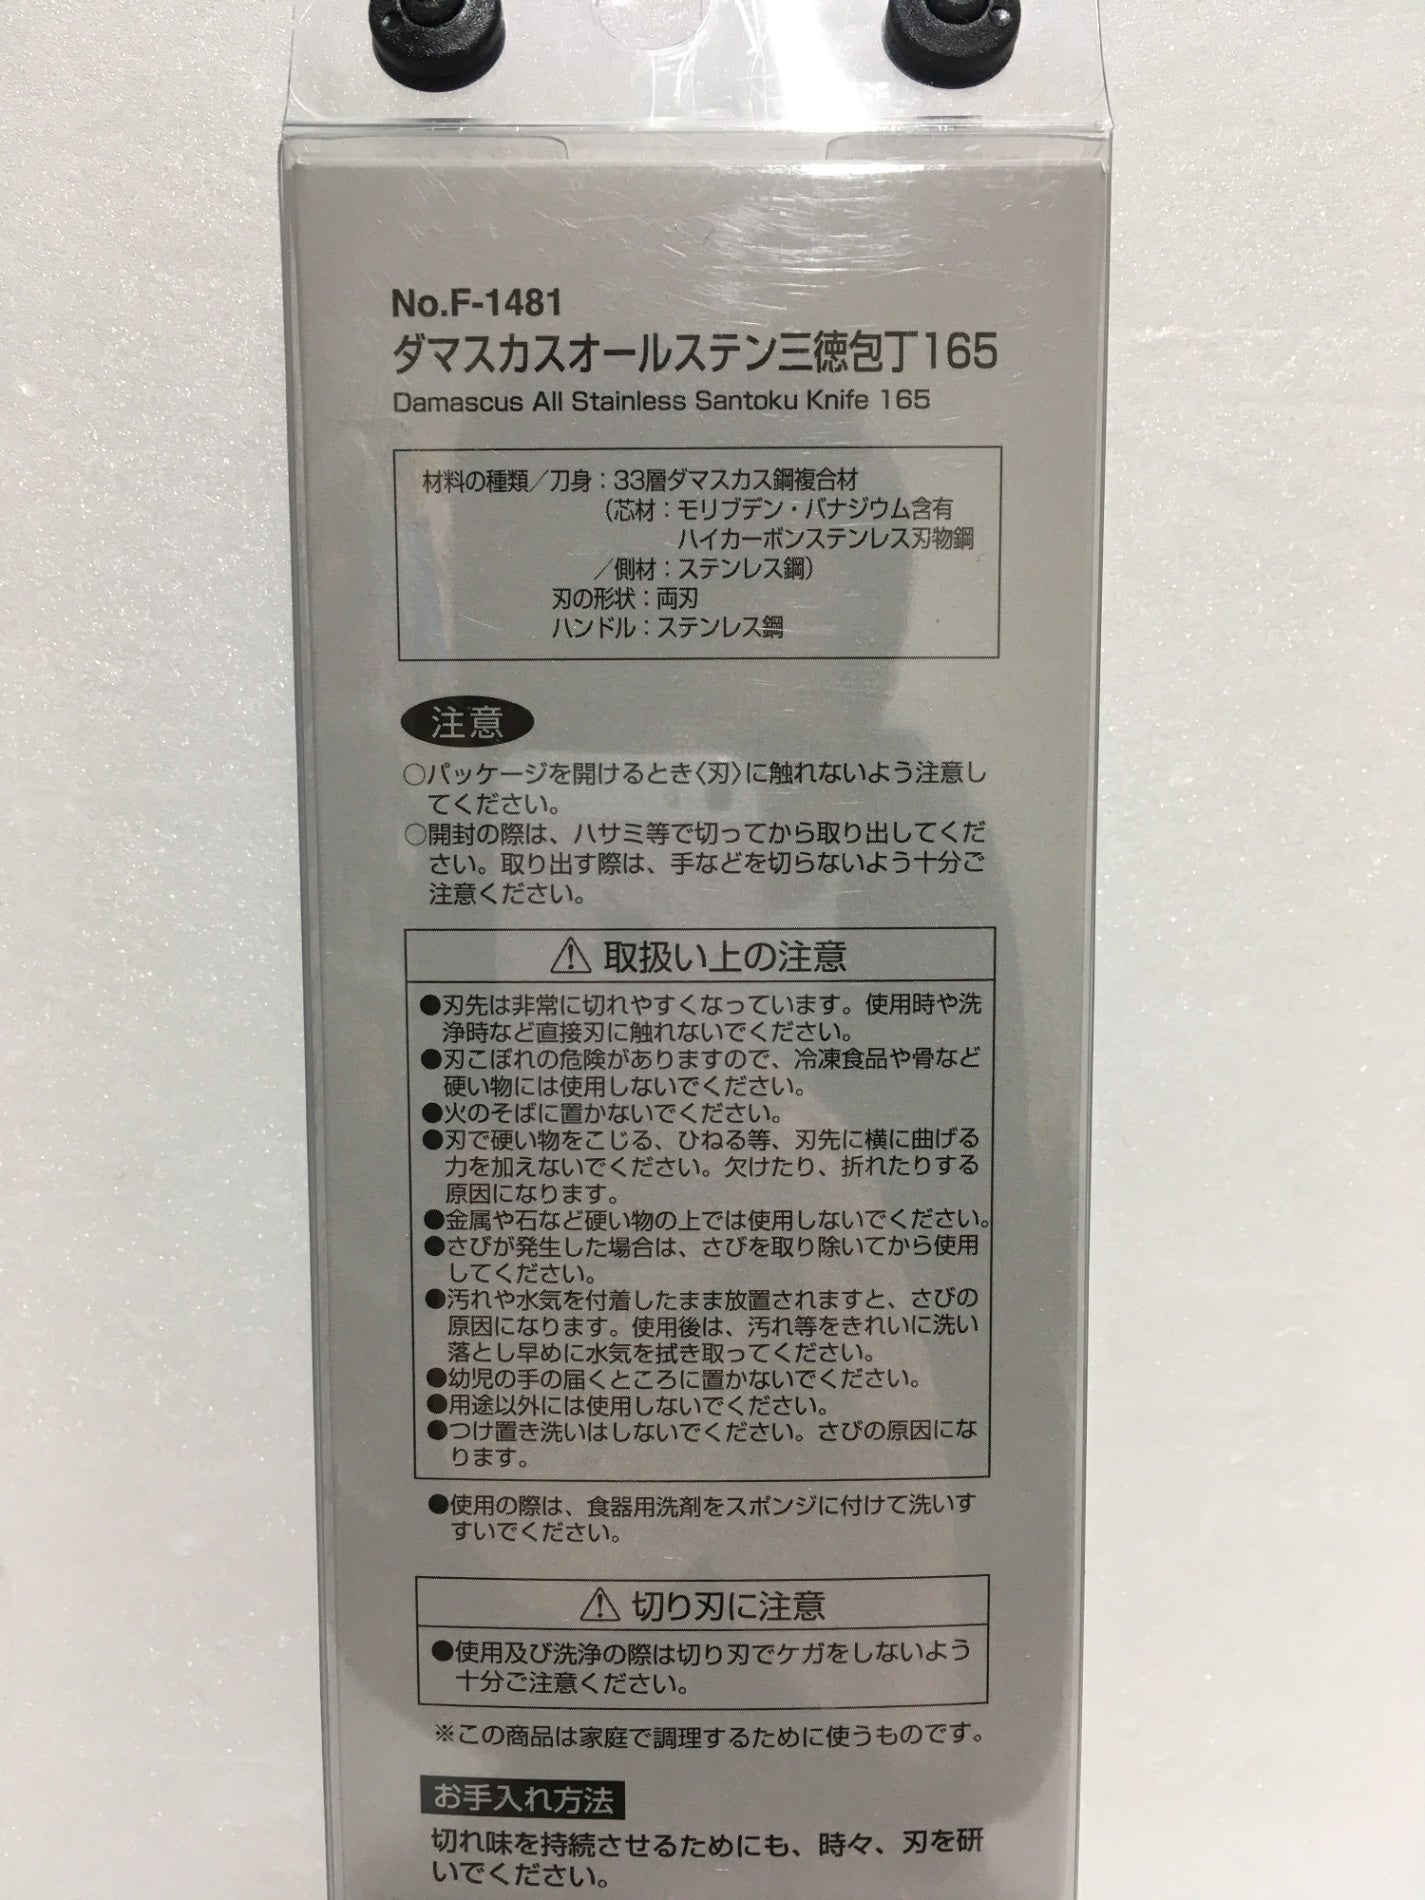 No.F-1481
ダマスカスオールステン三徳包丁165
Damascus All Stainless Santoku Knife 165
材料の種類／刀身：33層ダマスカス鋼複合材
（芯材：モリブデン・バナジウム含有
ハイカーボンステンレス刃物鋼
／側材：ステンレス鋼）
刃の形状：両刃
ハンドル：ステンレス鋼
注意
○パッケージを開けるとき〈刃〉に触れないよう注意し
てください。
○開封の際は、ハサミ等で切ってから取り出してくだ
さい。取り出す際は、手などを切らないよう十分ご
注意ください。
⚠ 取扱い上の注意
●刃先は非常に切れやすくなっています。使用時や洗
浄時など直接刃に触れないでください。
●刃こぼれの危険がありますので、冷凍食品や骨など
硬い物には使用しないでください。
●火のそばに置かないでください。
●刃で硬い物をこじる、ひねる等、刃先に横に曲げる
力を加えないでください。欠けたり、折れたりする
原因になります。
●金属や石など硬い物の上では使用しないでください。
●さびが発生した場合は、さびを取り除いてから使用
してください。
●汚れや水気を付着したまま放置されますと、さびの
原因になります。使用後は、汚れ等をきれいに洗い
落とし早めに水気を拭き取ってください。
●幼児の手の届くところに置かないでください。
●用途以外には使用しないでください。
●つけ置き洗いはしないでください。さびの原因にな
ります。
●使用の際は、食器用洗剤をスポンジに付けて洗いす
すいでください。
⚠ 切り刃に注意
●使用及び洗浄の際は切り刃でケガをしないよう
十分ご注意ください。
※この商品は家庭で調理するために使うものです。
お手入れ方法
切れ味を持続させるためにも、時々、刃を研
いでください。